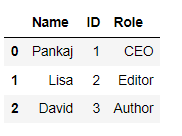 Name ID Role
0 Pankaj 1 CEO
1 Lisa 2 Editor
2 David 3 Author